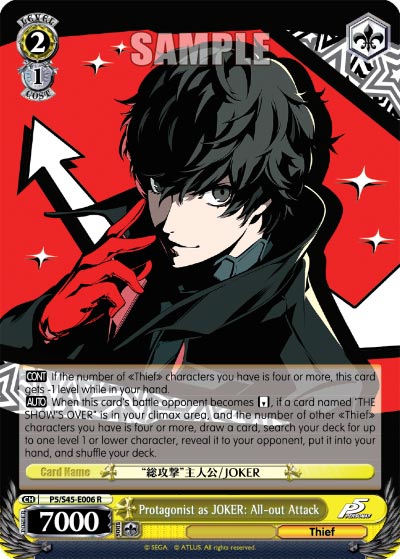 LEVEL
2
1
COST
SAMPLE
CONT If the number of «Thief» characters you have is four or more, this card
gets -1 level while in your hand.
AUTO When this card's battle opponent becomes [,], if a card named "THE
SHOW'S OVER" is in your climax area, and the number of other «Thief»
characters you have is four or more, draw a card, search your deck for up
to one level 1 or lower character, reveal it to your opponent, put it into your
hand, and shuffle your deck.
Card Name
“総攻撃”主人公/JOKER
CH P5/S45-E006 R
Protagonist as JOKER: All-out Attack
7000
P5
Thief
© SEGA. © ATLUS. All rights reserved.